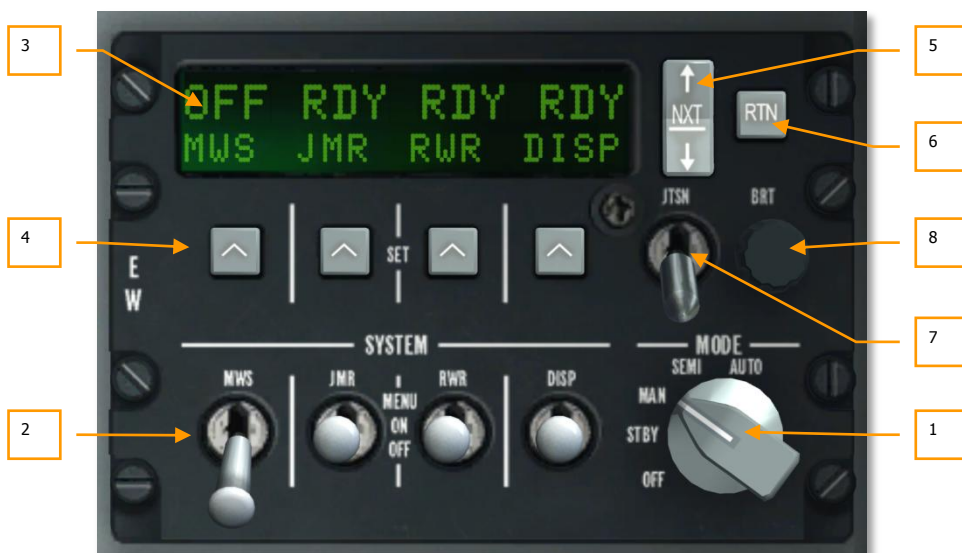 3
5
OFF RDY RDY RDY
MWS JMR RWR DISP
NXT
RTN
6
JTSN
BRT
4
SET
8
E
W
7
SYSTEM
MODE
MWS
JMR
RWR
DISP
SEMI
AUTO
MENU
ON
OFF
MAN
STBY
OFF
2
1